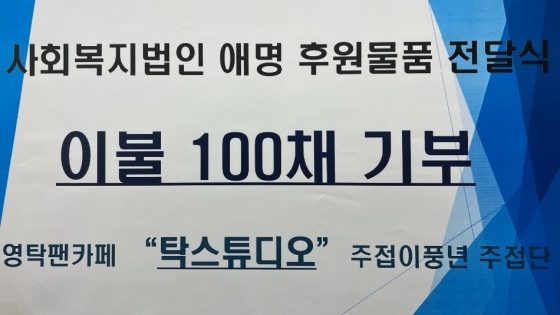 사회복지법인 애명 후원물품 전달식
이불 100채 기부
영탁팬카페 “탁스튜디오” 주접이풍년 주접단